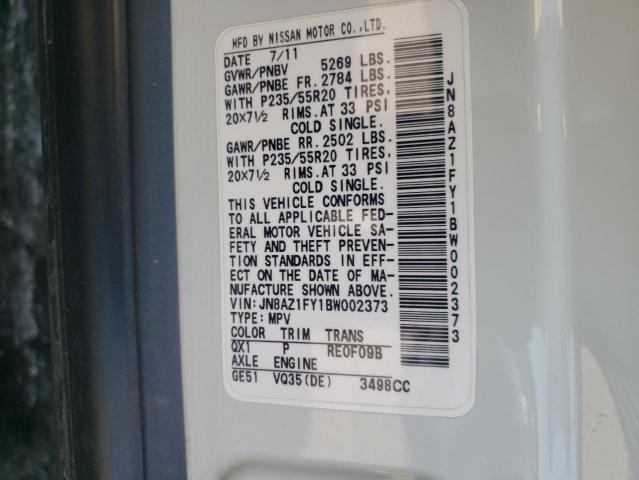 MFD BY NISSAN MOTOR CO.,LTD.
DATE 7/11
GVWR/PNBV 5269 LBS.
GAWR/PNBE FR. 2784 LBS.
WITH P235/55R20 TIRES,
20X7½ RIMS.AT 33 PSI
COLD SINGLE.
GAWR/PNBE RR. 2502 LBS.
WITH P235/55R20 TIRES,
20X7½ RIMS.AT 33 PSI
COLD SINGLE.
THIS VEHICLE CONFORMS
TO ALL APPLICABLE FED-
ERAL MOTOR VEHICLE SA-
FETY AND THEFT PREVEN-
TION STANDARDS IN EFF-
ECT ON THE DATE OF MA-
NUFACTURE SHOWN ABOVE.
VIN:JN8AZ1FY1BW002373
TYPE:MPV
COLOR TRIM TRANS
QX1 P RE0F09B
AXLE ENGINE
GE51 VQ35(DE) 3498CC
JN8AZ1FY1BW002373